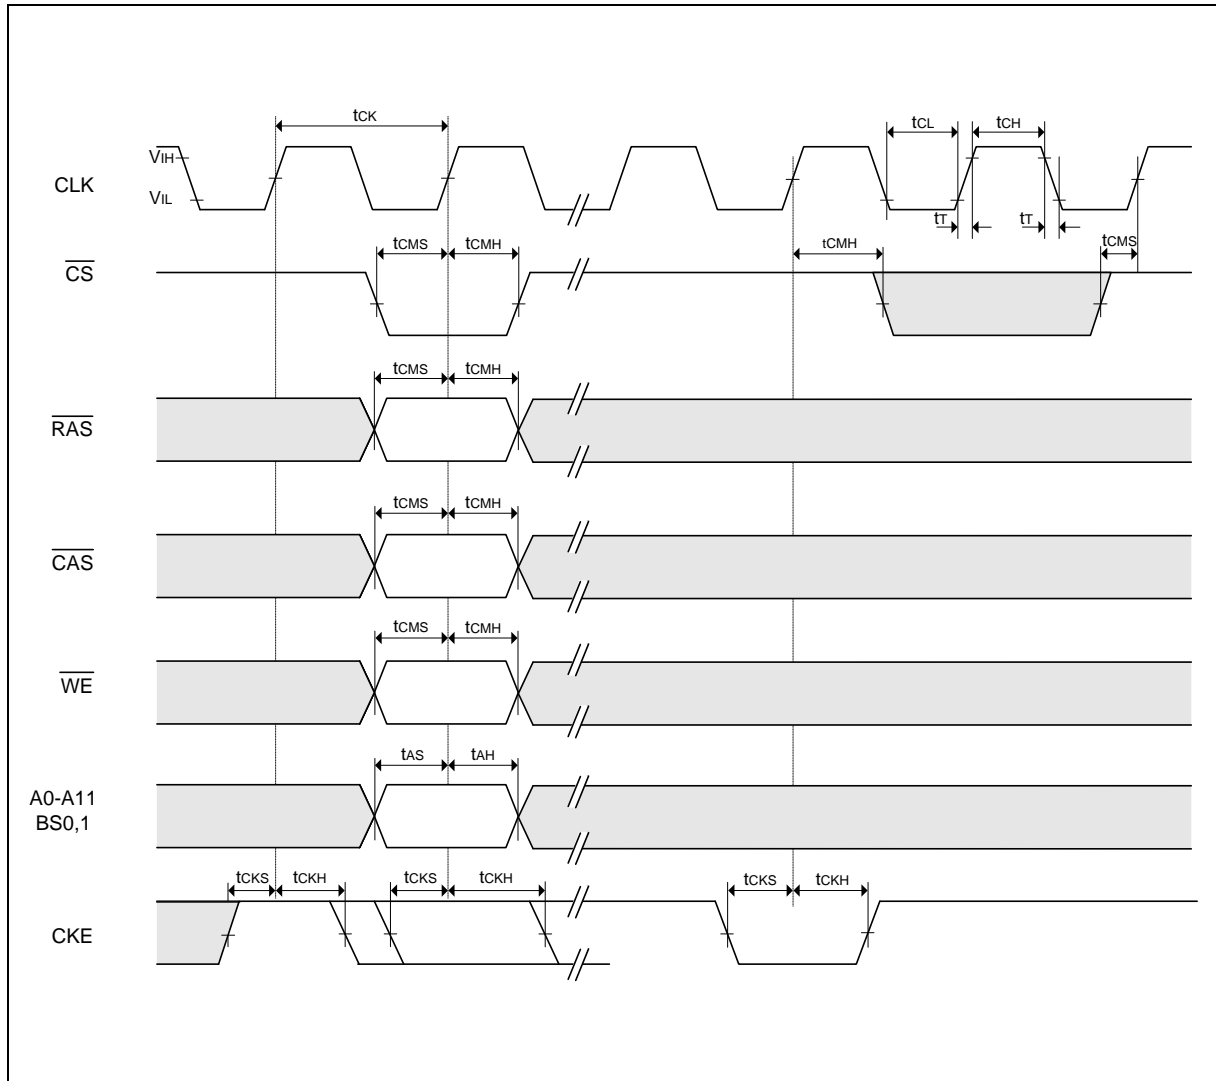 tCK
tCL
tCH
VIH
CLK
VIL
tT
tT
tCMS
tCMH
tCMH
tCMS
CS
tCMS
tCMH
RAS
tCMS
tCMH
CAS
tCMS
tCMH
WE
tAS
tAH
A0-A11
BS0,1
tCKS
tCKH
tCKS
tCKH
tCKS
tCKH
CKE